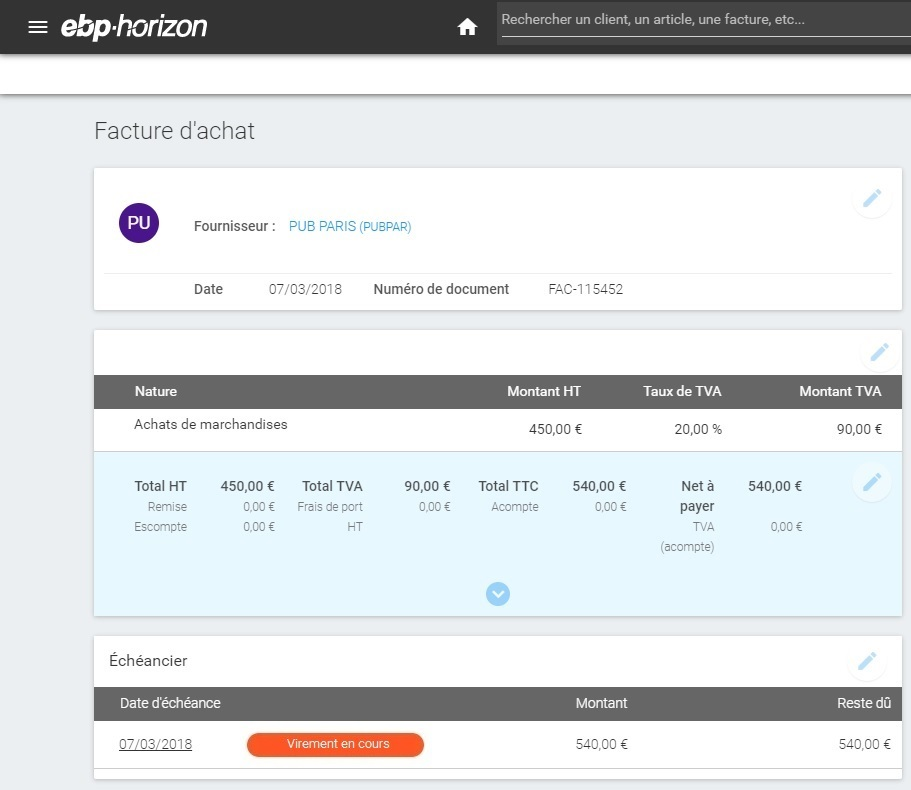 ebp-horizon
Rechercher un client, un article, une facture, etc...
Facture d'achat
PU
Fournisseur : PUB PARIS (PUBPAR)
Date 07/03/2018 Numéro de document FAC-115452
Nature Montant HT Taux de TVA Montant TVA
Achats de marchandises 450,00 € 20,00 % 90,00 €
Total HT 450,00 € Total TVA 90,00 € Total TTC 540,00 € Net à 540,00 €
Remise 0,00 € Frais de port 0,00 € Acompte 0,00 € payer
Escompte 0,00 € HT TVA 0,00 €
(acompte)
Échéancier
Date d'échéance Montant Reste dû
07/03/2018 Virement en cours 540,00 € 540,00 €